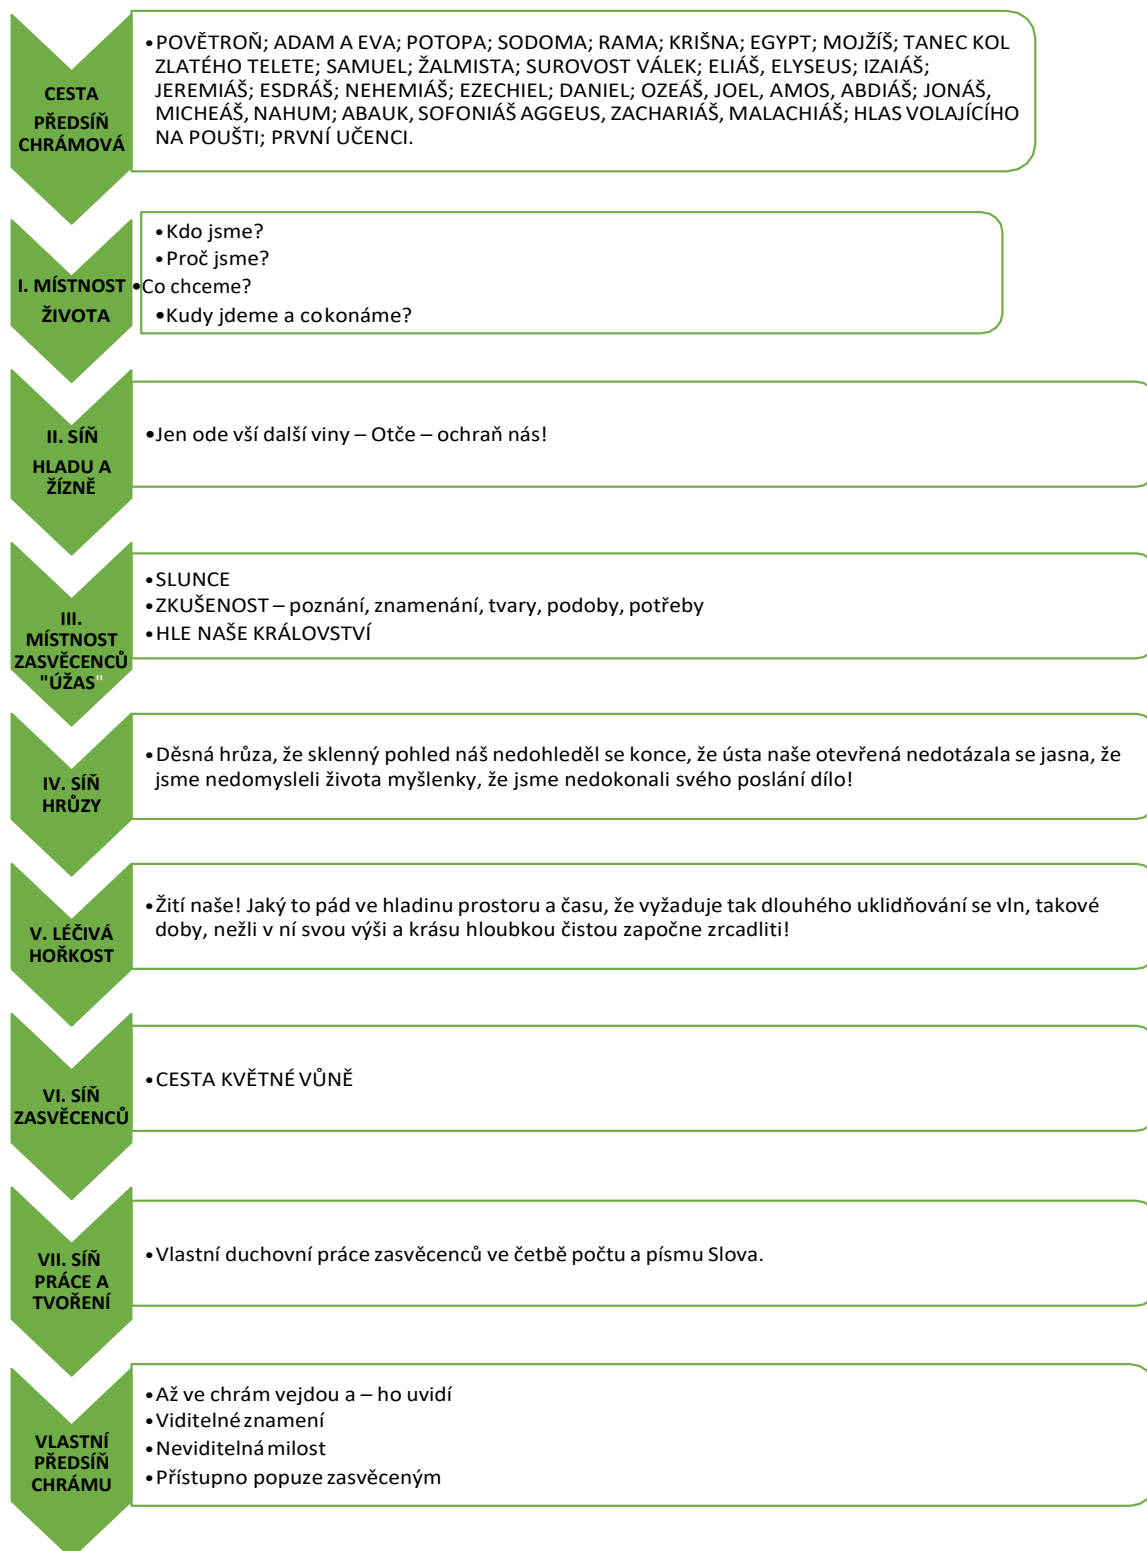 CESTA
PŘEDSÍŇ
CHRÁMOVÁ
•POVĚTROŇ; ADAM A EVA; POTOPA; SODOMA; RAMA; KRIŠNA; EGYPT; MOJŽÍŠ; TANEC KOL
ZLATÉHO TELETE; SAMUEL; ŽALMISTA; SUROVOST VÁLEK; ELIÁŠ, ELYSEUS; IZAIÁŠ;
JEREMIÁŠ; ESDRÁŠ; NEHEMIÁŠ; EZECHIEL; DANIEL; OZEÁŠ, JOEL, AMOS, ABDIÁŠ; JONÁŠ,
MICHEÁŠ, NAHUM; ABAUK, SOFONIÁŠ AGGEUS, ZACHARIÁŠ, MALACHIÁŠ; HLAS VOLAJÍCÍHO
NA POUŠTI; PRVNÍ UČENCI.
I. MÍSTNOST
ŽIVOTA
•Kdo jsme?
•Proč jsme?
•Co chceme?
•Kudy jdeme a cokonáme?
II. SÍŇ
HLADU A
ŽÍZNĚ
•Jen ode vší další viny – Otče – ochraň nás!
III.
MÍSTNOST
ZASVĚCENCŮ
"ÚŽAS"
•SLUNCE
•ZKUŠENOST – poznání, znamenání, tvary, podoby, potřeby
•HLE NAŠE KRÁLOVSTVÍ
IV. SÍŇ
HRŮZY
•Děsná hrůza, že sklenný pohled náš nedohleděl se konce, že ústa naše otevřená nedotázala se jasna, že
jsme nedomysleli života myšlenky, že jsme nedokonali svého poslání dílo!
V. LÉČIVÁ
HOŘKOST
•Žití naše! Jaký to pád ve hladinu prostoru a času, že vyžaduje tak dlouhého uklidňování se vln, takové
doby, nežli v ní svou výši a krásu hloubkou čistou započne zrcadliti!
VI. SÍŇ
ZASVĚCENCŮ
•CESTA KVĚTNÉ VŮNĚ
VII. SÍŇ
PRÁCE A
TVOŘENÍ
•Vlastní duchovní práce zasvěcenců ve četbě počtu a písmu Slova.
VLASTNÍ
PŘEDSÍŇ
CHRÁMU
•Až ve chrám vejdou a – ho uvidí
•Viditelné znamení
•Neviditelná milost
•Přístupno popuze zasvěceným